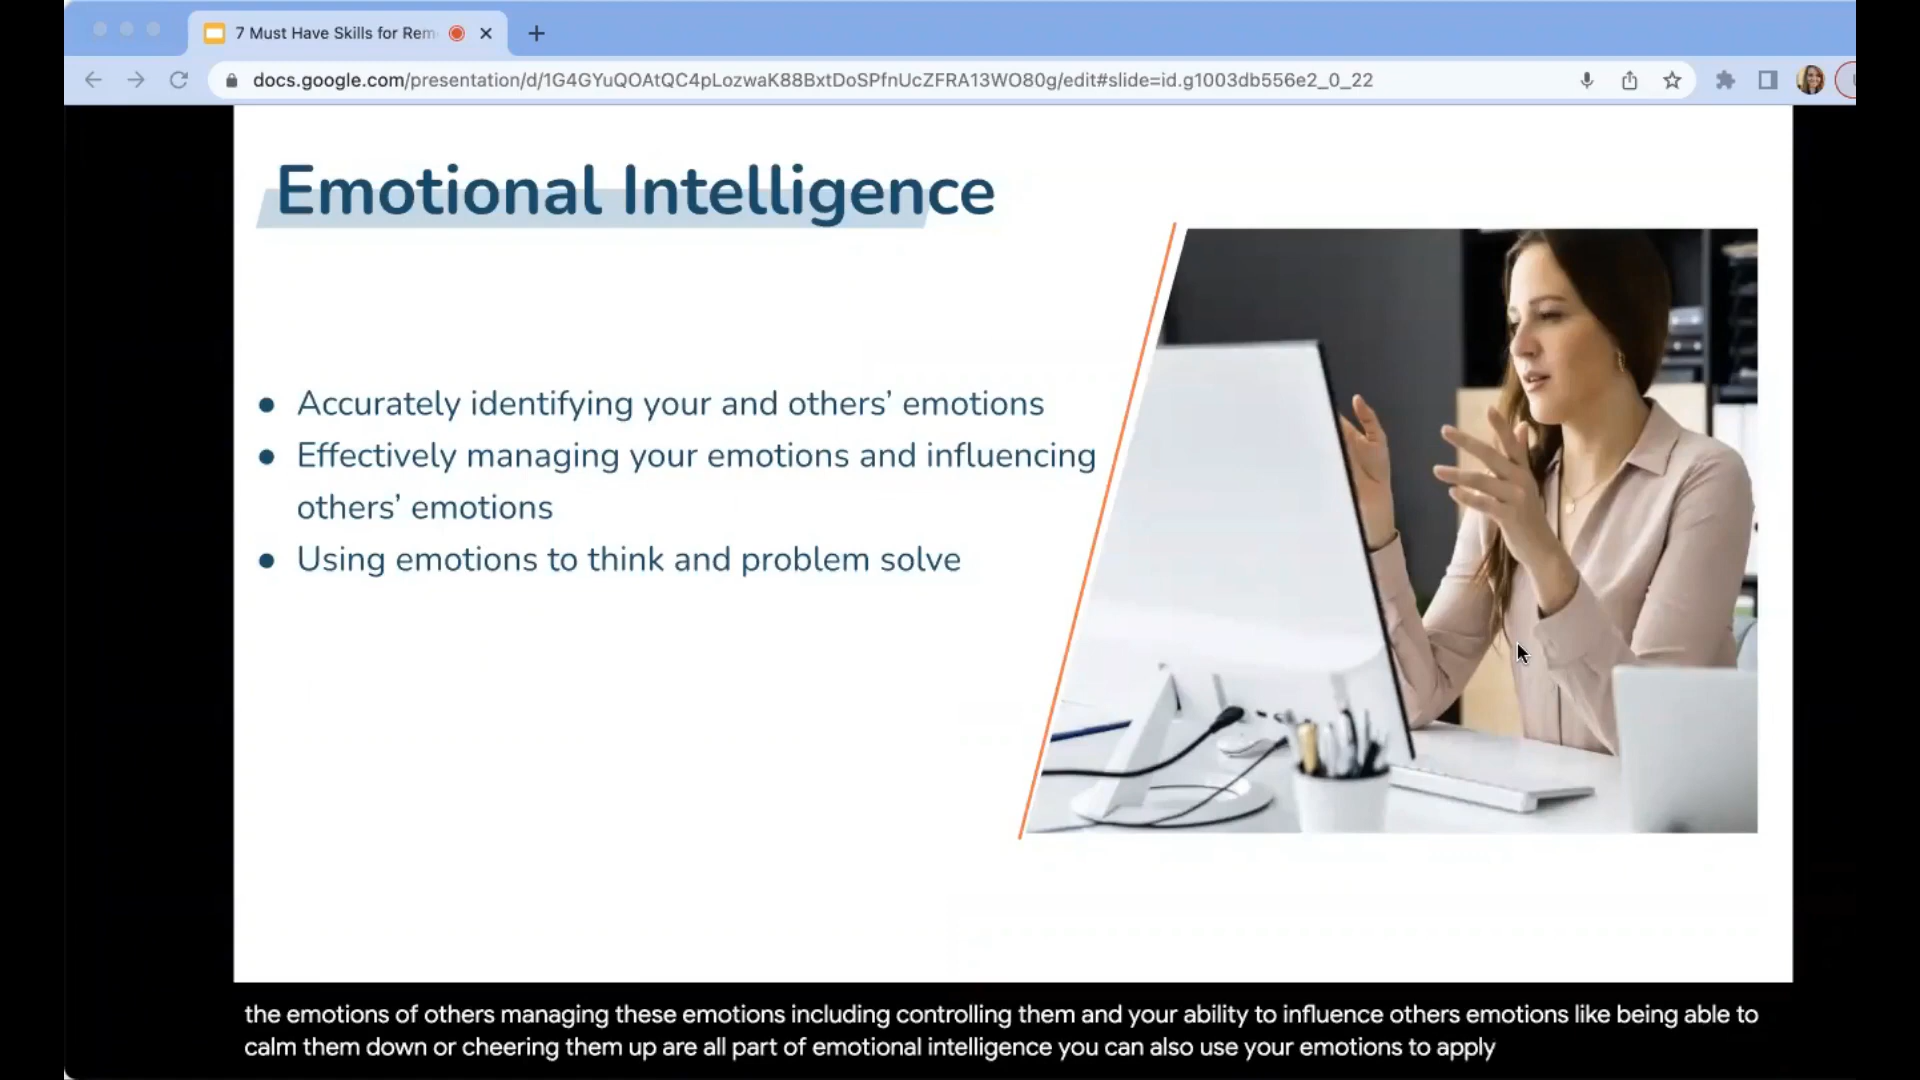 7 Must Have Skills for Rem
docs.google.com/presentation/d/1G4GYuQOAtQC4pLozwaK88BxtDoSPfnUcZFRA13WO80g/edit#slide=id.g1003db556e2_0_22
Emotional Intelligence
● Accurately identifying your and others’ emotions
● Effectively managing your emotions and influencing
others’ emotions
● Using emotions to think and problem solve
the emotions of others managing these emotions including controlling them and your ability to influence others emotions like being able to
calm them down or cheering them up are all part of emotional intelligence you can also use your emotions to apply